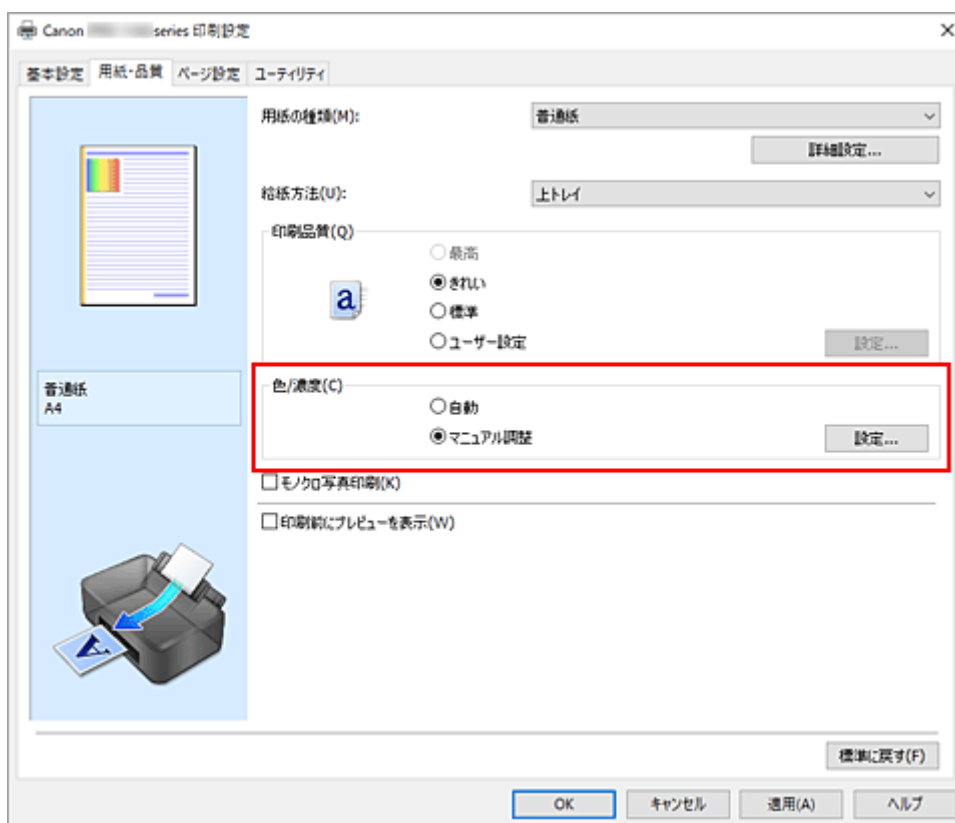 Canon series 印刷設定
基本設定 用紙・品質 ページ設定 ユーティリティ
用紙の種類(M): 普通紙
詳細設定...
給紙方法(U): 上トレイ
印刷品質(Q)
最高
a きれい
標準
ユーザー設定 設定...
普通紙
A4
色/濃度(C)
自動
マニュアル調整 設定...
モノクロ写真印刷(K)
印刷前にプレビューを表示(W)
A
標準に戻す(F)
OK キャンセル 適用(A) ヘルプ